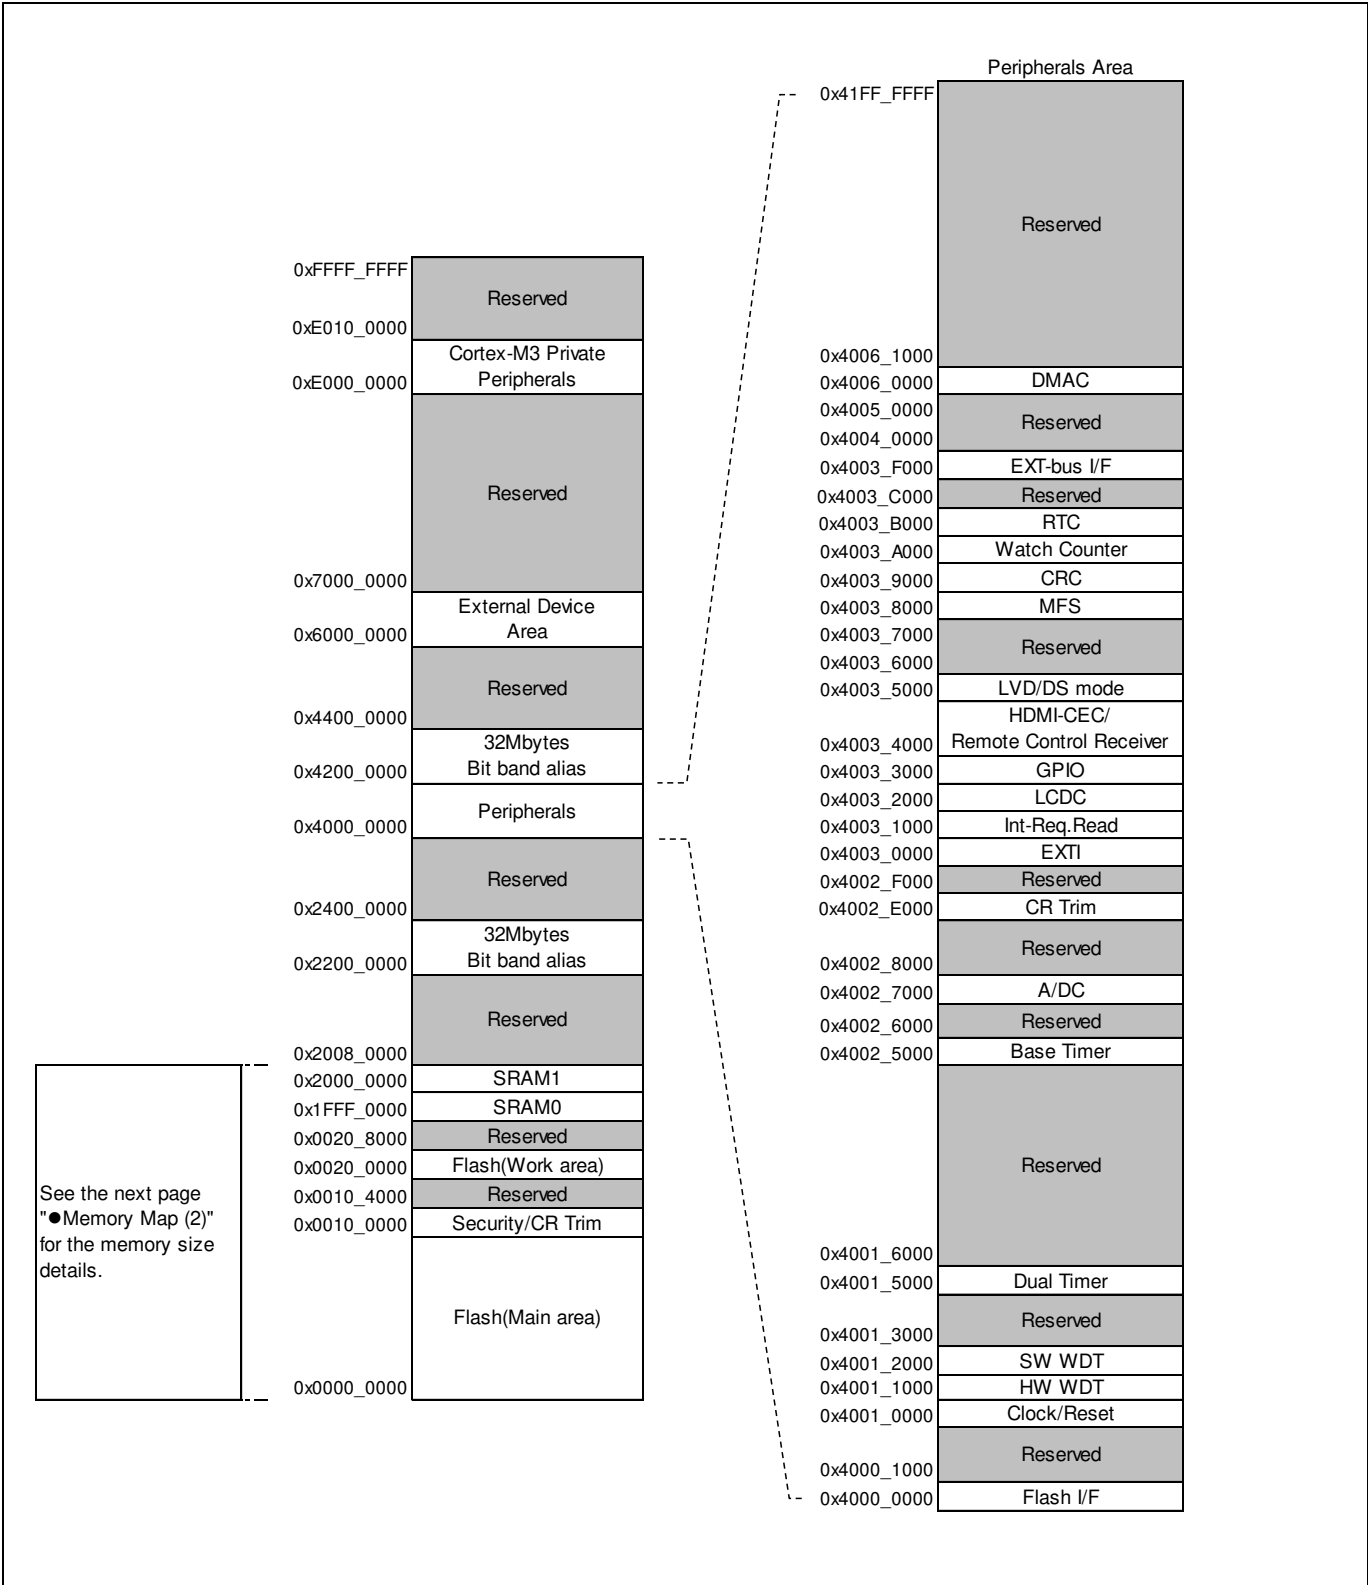 Peripherals Area
0x41FF_FFFF
Reserved
0x4006_1000
0x4006_0000 DMAC
0x4005_0000
Reserved
0x4004_0000
0x4003_F000 EXT-bus I/F
0x4003_C000 Reserved
0x4003_B000 RTC
0x4003_A000 Watch Counter
0x4003_9000 CRC
0x4003_8000 MFS
0x4003_7000
Reserved
0x4003_6000
0x4003_5000 LVD/DS mode
HDMI-CEC/
0x4003_4000 Remote Control Receiver
0x4003_3000 GPIO
0x4003_2000 LCDC
0x4003_1000 Int-Req.Read
0x4003_0000 EXTI
0x4002_F000 Reserved
0x4002_E000 CR Trim
Reserved
0x4002_8000
0x4002_7000 A/DC
0x4002_6000 Reserved
0x4002_5000 Base Timer
Reserved
0x4001_6000
0x4001_5000 Dual Timer
Reserved
0x4001_3000
0x4001_2000 SW WDT
0x4001_1000 HW WDT
0x4001_0000 Clock/Reset
Reserved
0x4000_1000
0x4000_0000 Flash I/F
0xFFFF_FFFF
Reserved
0xE010_0000
Cortex-M3 Private
0xE000_0000 Peripherals
Reserved
0x7000_0000
External Device
0x6000_0000 Area
Reserved
0x4400_0000
32Mbytes
0x4200_0000 Bit band alias
Peripherals
0x4000_0000
Reserved
0x2400_0000
32Mbytes
0x2200_0000 Bit band alias
Reserved
0x2008_0000
0x2000_0000 SRAM1
0x1FFF_0000 SRAM0
0x0020_8000 Reserved
0x0020_0000 Flash(Work area)
0x0010_4000 Reserved
0x0010_0000 Security/CR Trim
Flash(Main area)
0x0000_0000
See the next page
"●Memory Map (2)"
for the memory size
details.